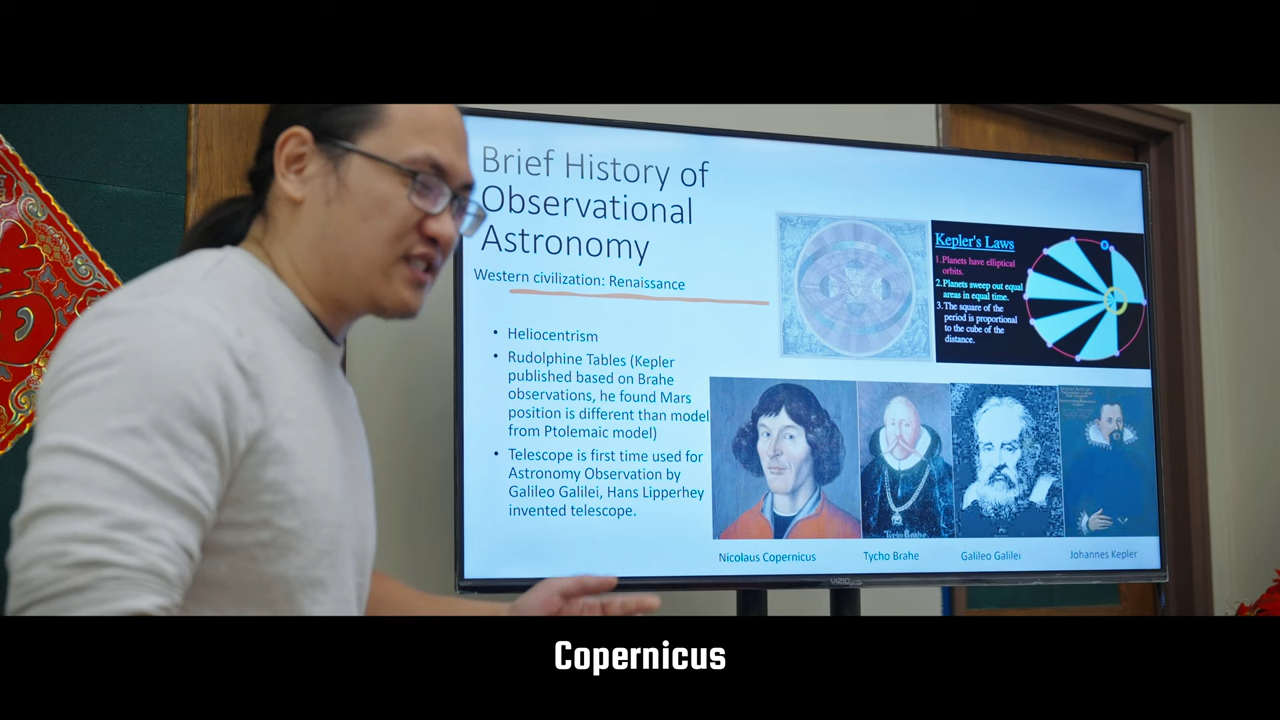 Brief History of
Observational
Astronomy
Western civilization: Renaissance
• Heliocentrism
• Rudolphine Tables (Kepler
published based on Brahe
observations, he found Mars
position is different than model
from Ptolemaic model)
• Telescope is first time used for
Astronomy Observation by
Galileo Galilei, Hans Lipperhey
invented telescope.
Kepler's Laws
1.Planets have elliptical
orbits.
2.Planets sweep out equal
areas in equal time.
3.The square of the
period is proportional
to the cube of the
distance.
Tycho Brahe
Nicolaus Copernicus
Tycho Brahe
Galileo Galilei
Johannes Kepler
VIZIO
Copernicus